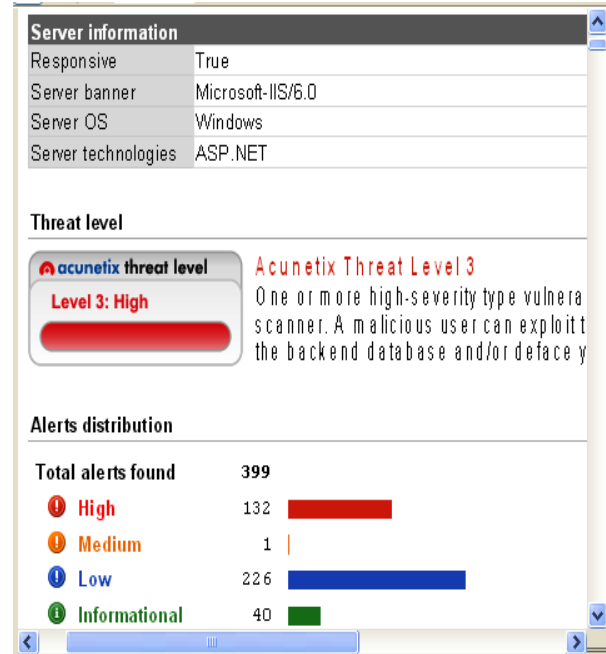 Server information
Responsive True
Server banner Microsoft-IIS/6.0
Server OS Windows
Server technologies ASP.NET
Threat level
acunetix threat level
Level 3: High
Acunetix Threat Level 3
One or more high-severity type vulnera
scanner. A malicious user can exploit t
the backend database and/or deface y
Alerts distribution
Total alerts found 399
High 132
Medium 1
Low 226
Informational 40